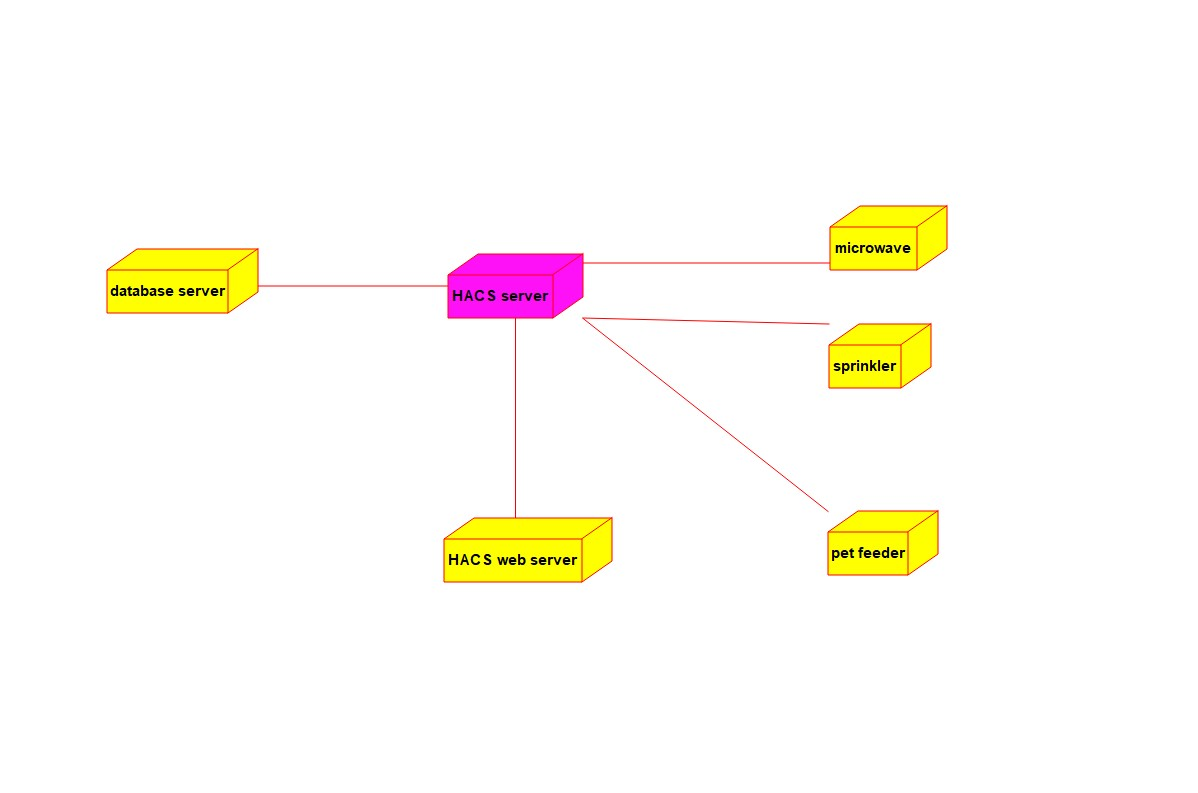 microwave
database server
HACS server
sprinkler
pet feeder
HACS web server